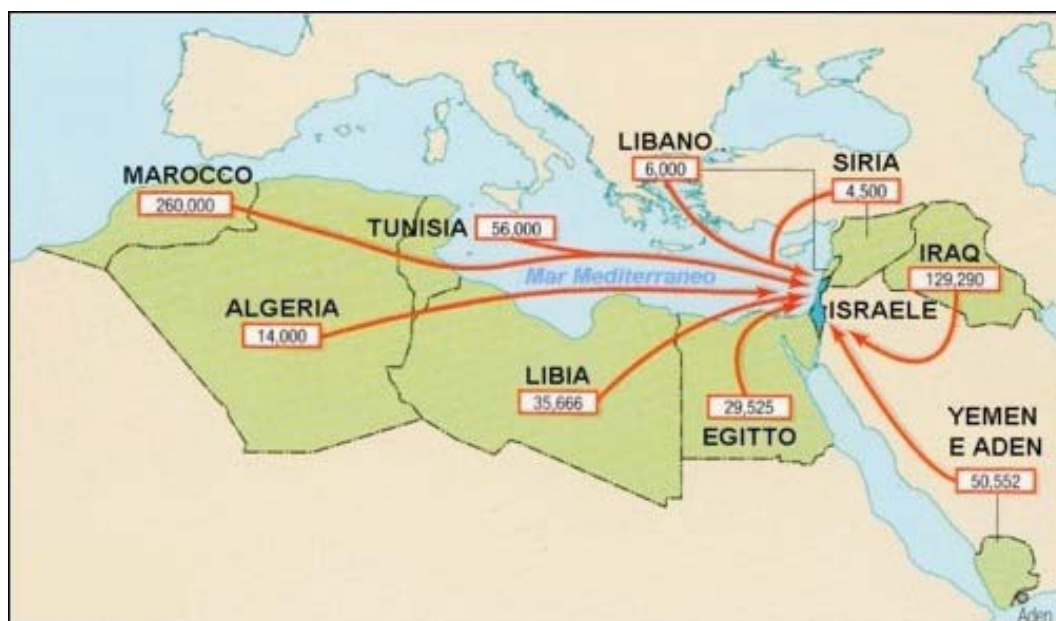 LIBANO..
6,000
SIRIA
4,500
MAROCCO
260,000
TUNISIA
56,000
IRAQ
129,290
Mar Mediterraneo
ALGERIA
14,000
ISRAELE
LIBIA
35,666
29,525
EGITTO
YEMEN
E ADEN
50,552
Aden